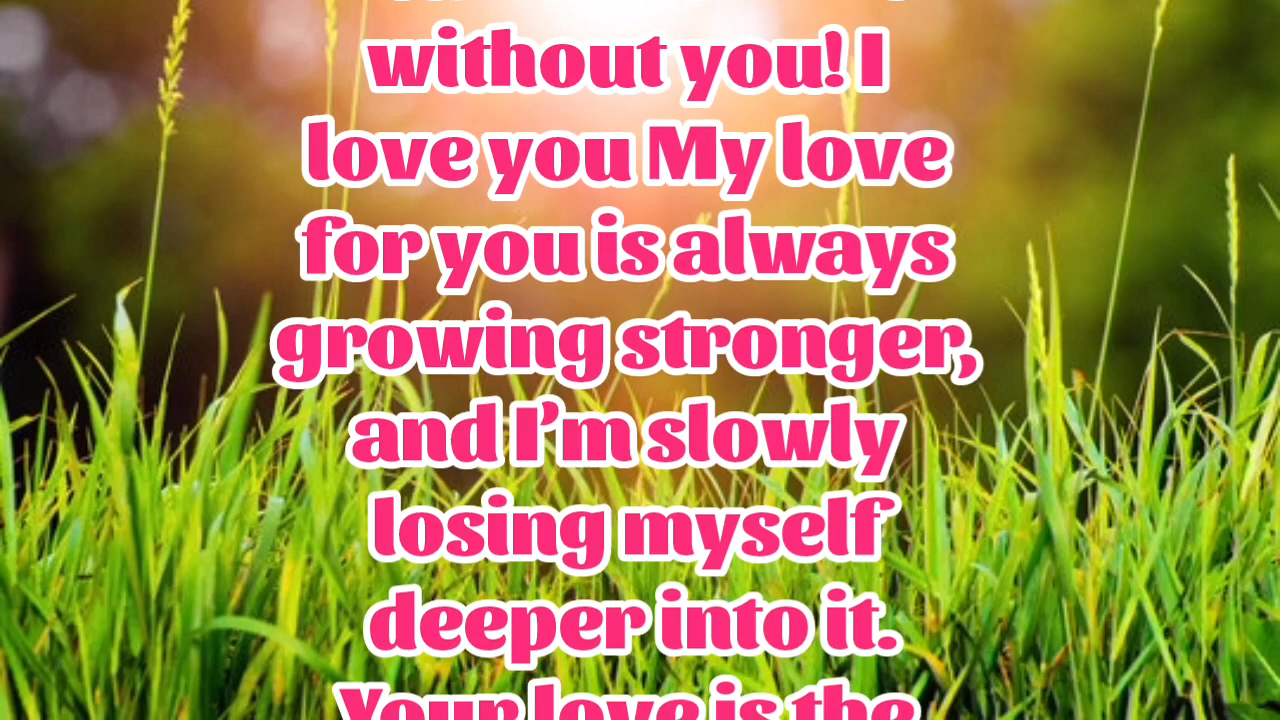 without you! I
love you My love
for you is always
growing stronger,
and I’m slowly
losing myself
deeper into it.
Your love is the